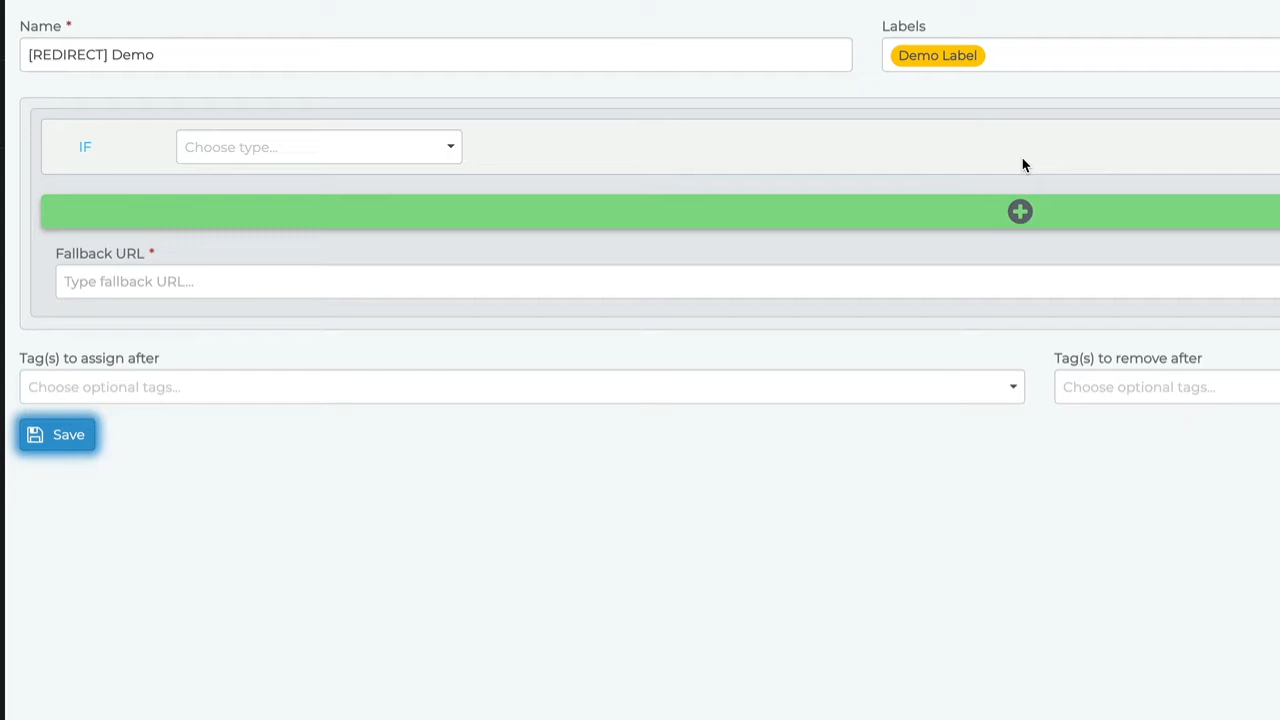 Name *
Labels
[REDIRECT] Demo
Demo Label
IF
Choose type...
Fallback URL *
Type fallback URL...
Tag(s) to assign after
Tag(s) to remove after
Choose optional tags...
Choose optional tags...
Save